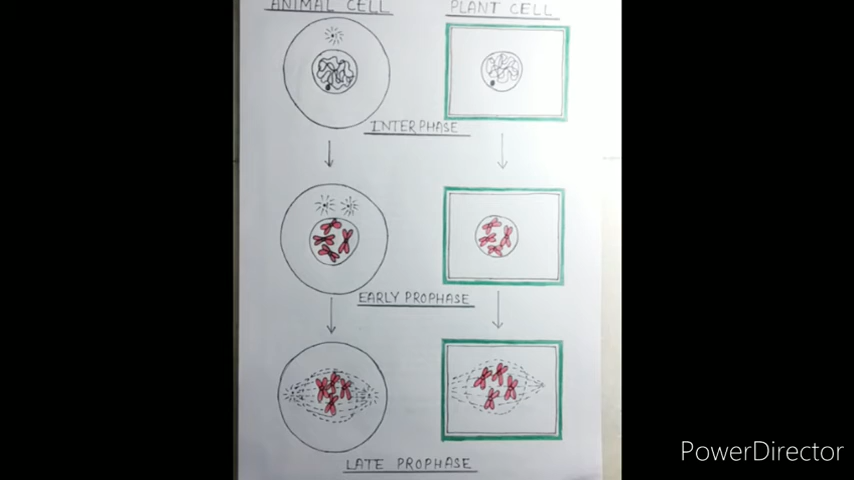 ANIMAL CELL
PLANT CELL
INTERPHASE
EARLY PROPHASE
LATE PROPHASE
PowerDirector